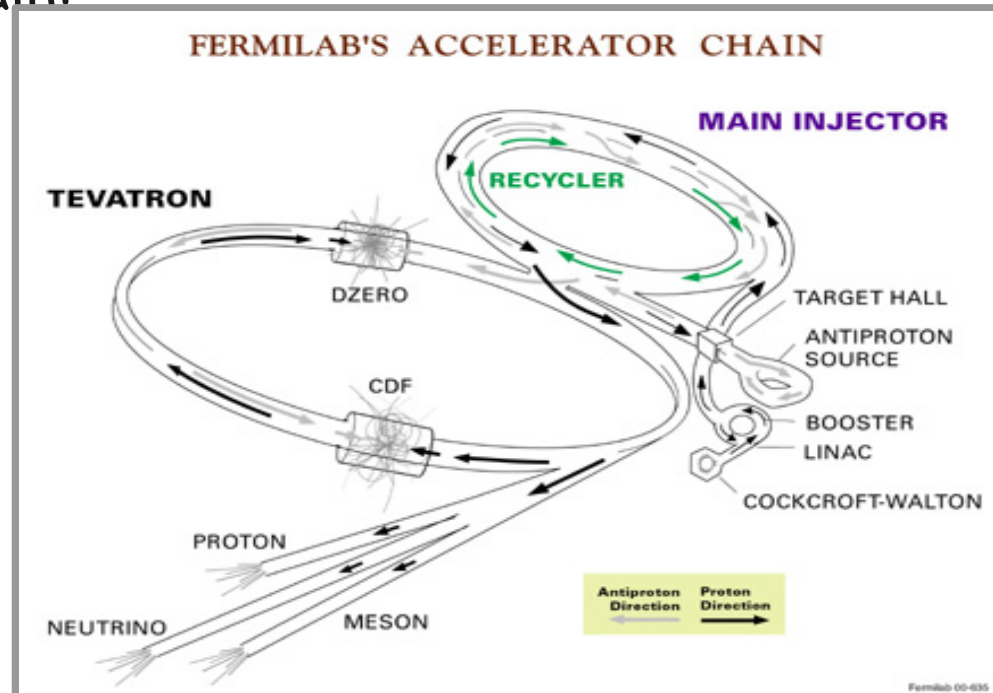 FERMILAB'S ACCELERATOR CHAIN
MAIN INJECTOR
RECYCLER
TEVATRON
DZERO
TARGET HALL
ANTIPROTON
SOURCE
CDF
BOOSTER
LINAC
COCKCROFT-WALTON
PROTON
NEUTRINO
MESON
Antiproton
Direction
Proton
Direction
Fermilab 00-635